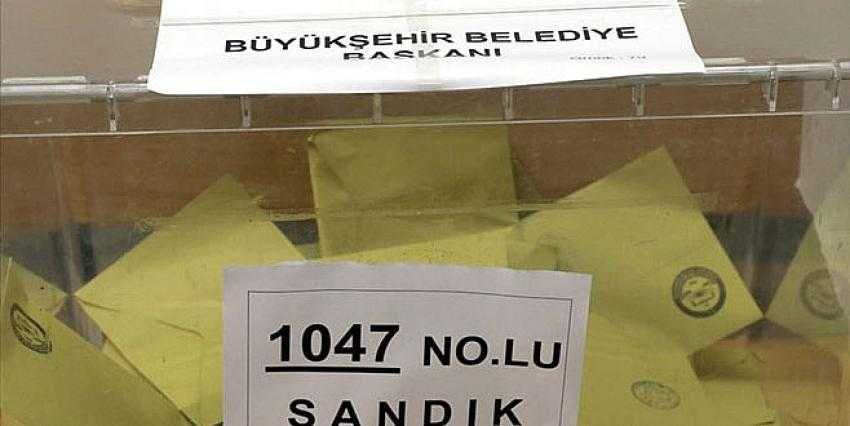 BÜYÜKŞEHİR BELEDİYE
BAŞKANI
1047 NO.LU
SANDIK